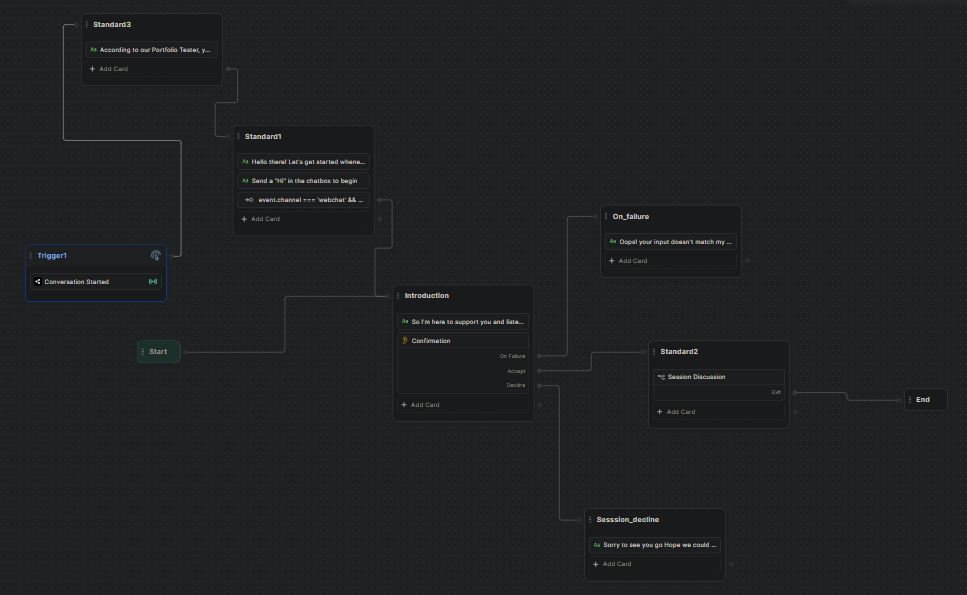 Standard3
According to our Portfolio Tester, y...
Add Card
Standard1
Hello there! Let's get started whene...
Send a "Hi" in the chatbox to begin
event.channel === 'webchat' && ...
Add Card
Trigger1
Conversation Started
Start
Introduction
So I'm here to support you and liste...
Confirmation
On Failure
Accept
Decline
Add Card
On_failure
Oops! your input doesn't match my ...
Add Card
Standard2
Session Discussion
Exit
Add Card
End
Sesssion_decline
Sorry to see you go Hope we could ...
Add Card